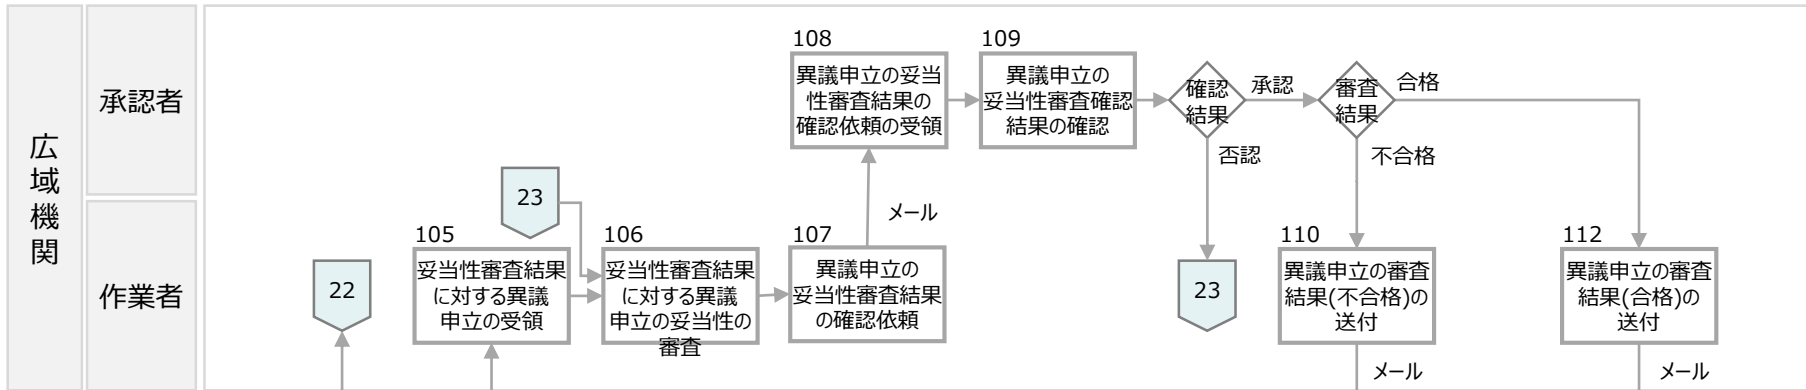 広域機関
承認者
作業者
108
異議申立の妥当
性審査結果の
確認依頼の受領
109
異議申立の
妥当性審査確認
結果の確認
確認
結果
承認
審査
結果
合格
否認
不合格
23
メール
22
105
妥当性審査結果
に対する異議
申立の受領
106
妥当性審査結果
に対する異議
申立の妥当性の
審査
107
異議申立の
妥当性審査結果
の確認依頼
23
110
異議申立の審査
結果(不合格)の
送付
112
異議申立の審査
結果(合格)の
送付
メール
メール